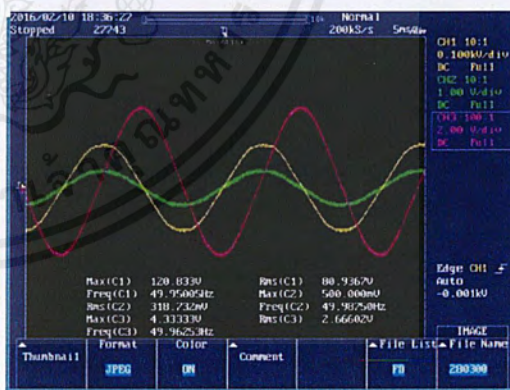 2016/02/10 18:36:27 Normal
Stopped 27743 200kS/s 5ms/div
CH1 10:1
0.100kV/div
DC Full
CH2 10:1
1.00 V/div
DC Full
CH3 100:1
2.00 V/div
DC Full
Max(C1) 120.833V Rms(C1) 80.9367V
Freq(C1) 49.95005Hz Max(C2) 500.000mV
Rms(C2) 318.732mV Freq(C2) 49.98750Hz
Max(C3) 4.33333V Rms(C3) 2.66602V
Freq(C3) 49.96253Hz
Edge CH1
Auto
-0.001kV
IMAGE
Thumbnail Format Color Comment File List File Name
JPEG ON FD 280300